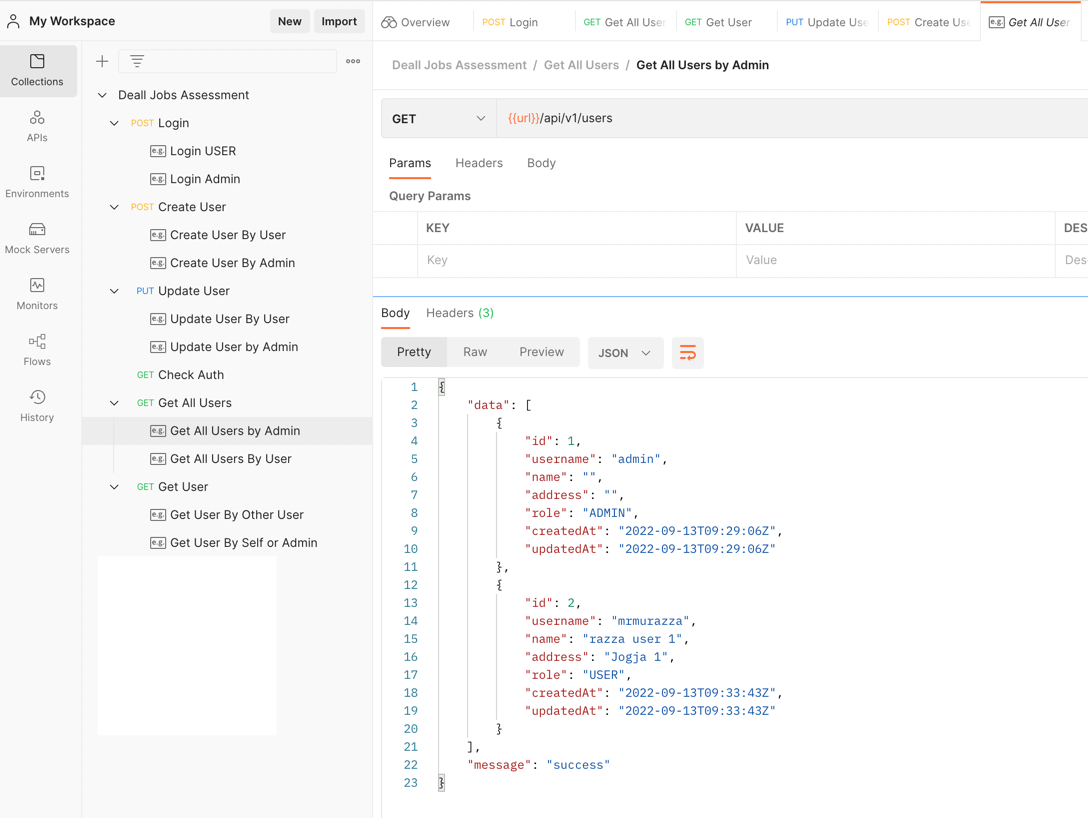 My Workspace
New
Import
Overview
POST Login
GET Get All User
GET Get User
PUT Update Use
POST Create Use
e.g. Get All User
Collections
APIs
Environments
Mock Servers
Monitors
Flows
History
Deall Jobs Assessment
POST Login
e.g. Login USER
e.g. Login Admin
POST Create User
e.g. Create User By User
e.g. Create User By Admin
PUT Update User
e.g. Update User By User
e.g. Update User by Admin
GET Check Auth
GET Get All Users
e.g. Get All Users by Admin
e.g. Get All Users By User
GET Get User
e.g. Get User By Other User
e.g. Get User By Self or Admin
Deall Jobs Assessment / Get All Users / Get All Users by Admin
GET
{{url}}/api/v1/users
Params Headers Body
Query Params
KEY VALUE DES
Key Value Des
Body Headers (3)
Pretty Raw Preview JSON
1 {
2 "data": [
3 {
4 "id": 1,
5 "username": "admin",
6 "name": "",
7 "address": "",
8 "role": "ADMIN",
9 "createdAt": "2022-09-13T09:29:06Z",
10 "updatedAt": "2022-09-13T09:29:06Z"
11 },
12 {
13 "id": 2,
14 "username": "mrmurazza",
15 "name": "razza user 1",
16 "address": "Jogja 1",
17 "role": "USER",
18 "createdAt": "2022-09-13T09:33:43Z",
19 "updatedAt": "2022-09-13T09:33:43Z"
20 }
21 ],
22 "message": "success"
23 }